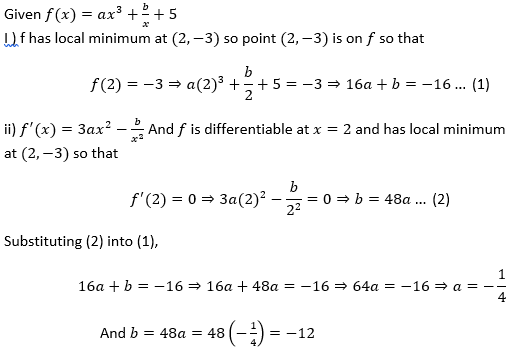 Given f(x) = ax³ + b/x + 5
I.) f has local minimum at (2, −3) so point (2, −3) is on f so that
f(2) = −3 ⇒ a(2)³ + b/2 + 5 = −3 ⇒ 16a + b = −16 … (1)
ii) f′(x) = 3ax² − b/x² And f is differentiable at x = 2 and has local minimum
at (2, −3) so that
f′(2) = 0 ⇒ 3a(2)² − b/2² = 0 ⇒ b = 48a … (2)
Substituting (2) into (1),
16a + b = −16 ⇒ 16a + 48a = −16 ⇒ 64a = −16 ⇒ a = −1/4
And b = 48a = 48(−1/4) = −12